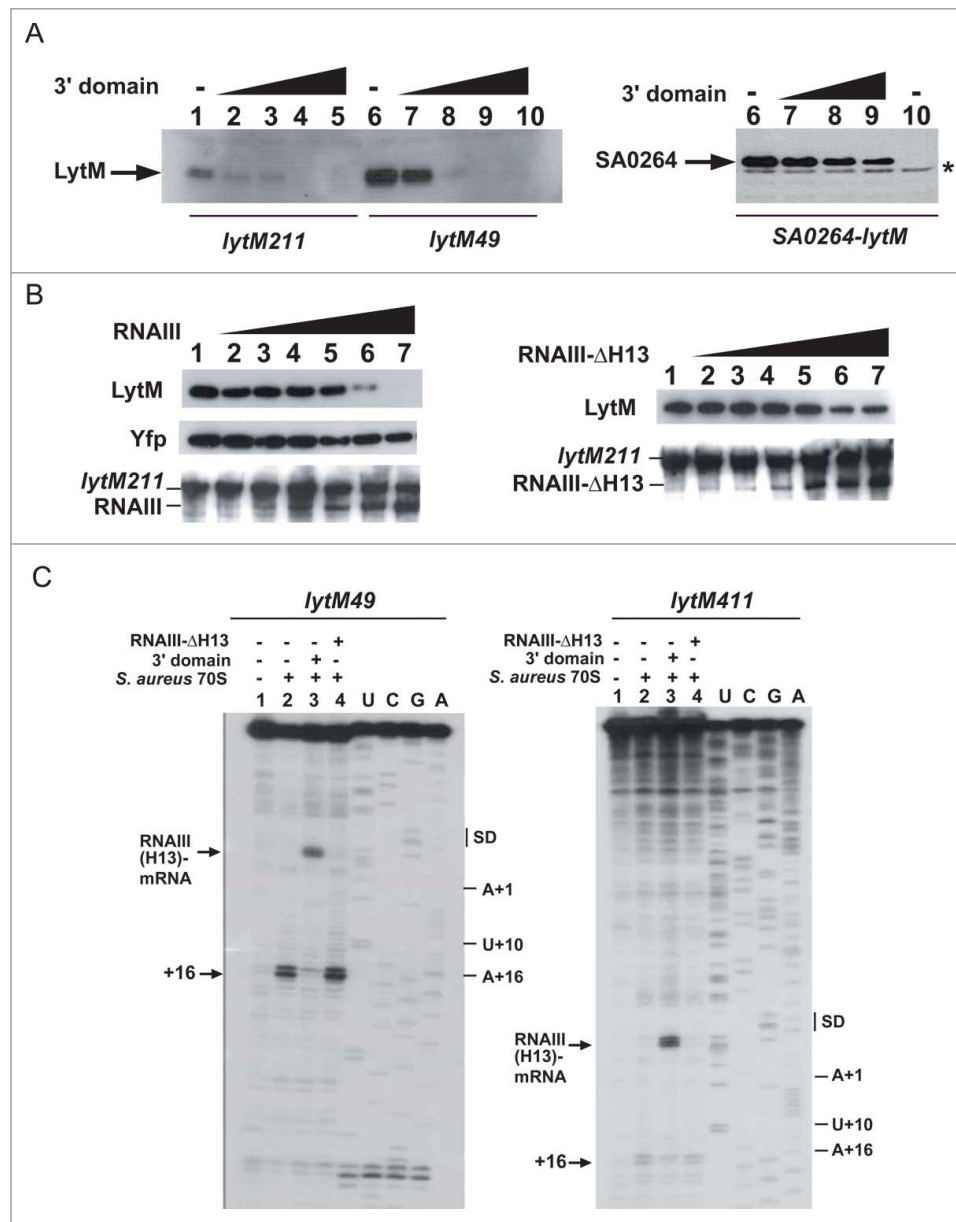 A
3' domain
-
-
1 2 3 4 5 6 7 8 9 10
LytM
lytM211
lytM49
3' domain
-
-
6 7 8 9 10
SA0264
*
SA0264-lytM
B
RNAIII
1 2 3 4 5 6 7
LytM
Yfp
lytM211
RNAIII
RNAIII-ΔH13
1 2 3 4 5 6 7
LytM
lytM211
RNAIII-ΔH13
C
lytM49
RNAIII-ΔH13 - - - +
3' domain - - + -
S. aureus 70S - + + +
1 2 3 4 U C G A
RNAIII
(H13)-
mRNA
+16
SD
A+1
U+10
A+16
lytM411
RNAIII-ΔH13 - - - +
3' domain - - + -
S. aureus 70S - + + +
1 2 3 4 U C G A
RNAIII
(H13)-
mRNA
+16
SD
A+1
U+10
A+16